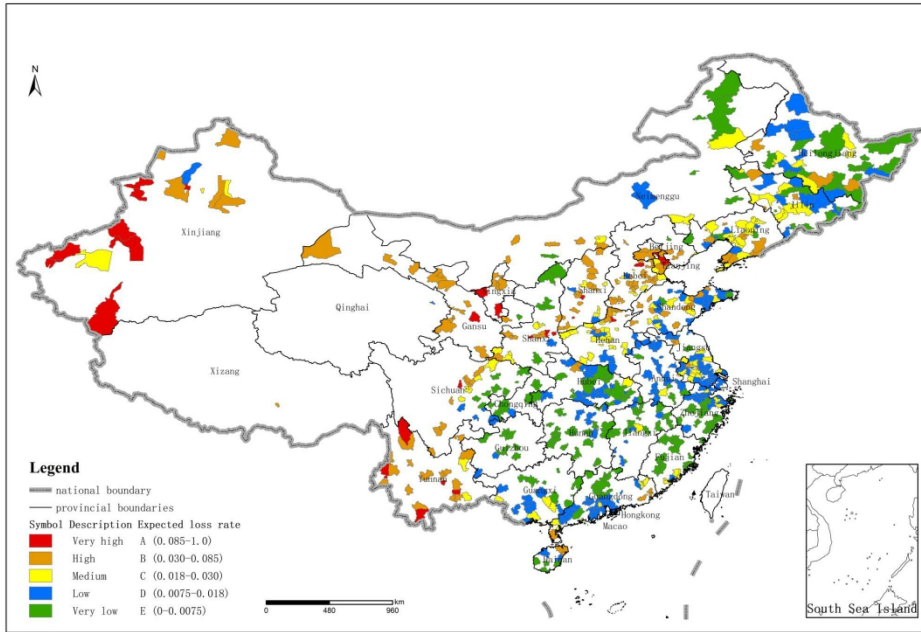 N
Heilongjiang
Jilin
Neimenggu
Liaoning
Xinjiang
Beijing
Tianjing
Hebei
Ningxia
Shanxi
Shandong
Qinghai
Gansu
Henan
Jiangsu
Xizang
Sichuan
Hubei
Anhui
Shanghai
Chongqing
Zhejiang
Hunan
Jiangxi
Guizhou
Fujian
Yunnan
Taiwan
Guangxi
Guangdong
Hongkong
Macao
Hainan
Legend
national boundary
provincial boundaries
Symbol Description Expected loss rate
Very high A (0.085-1.0)
High B (0.030-0.085)
Medium C (0.018-0.030)
Low D (0.0075-0.018)
Very low E (0-0.0075)
km
0 480 960
South Sea Island